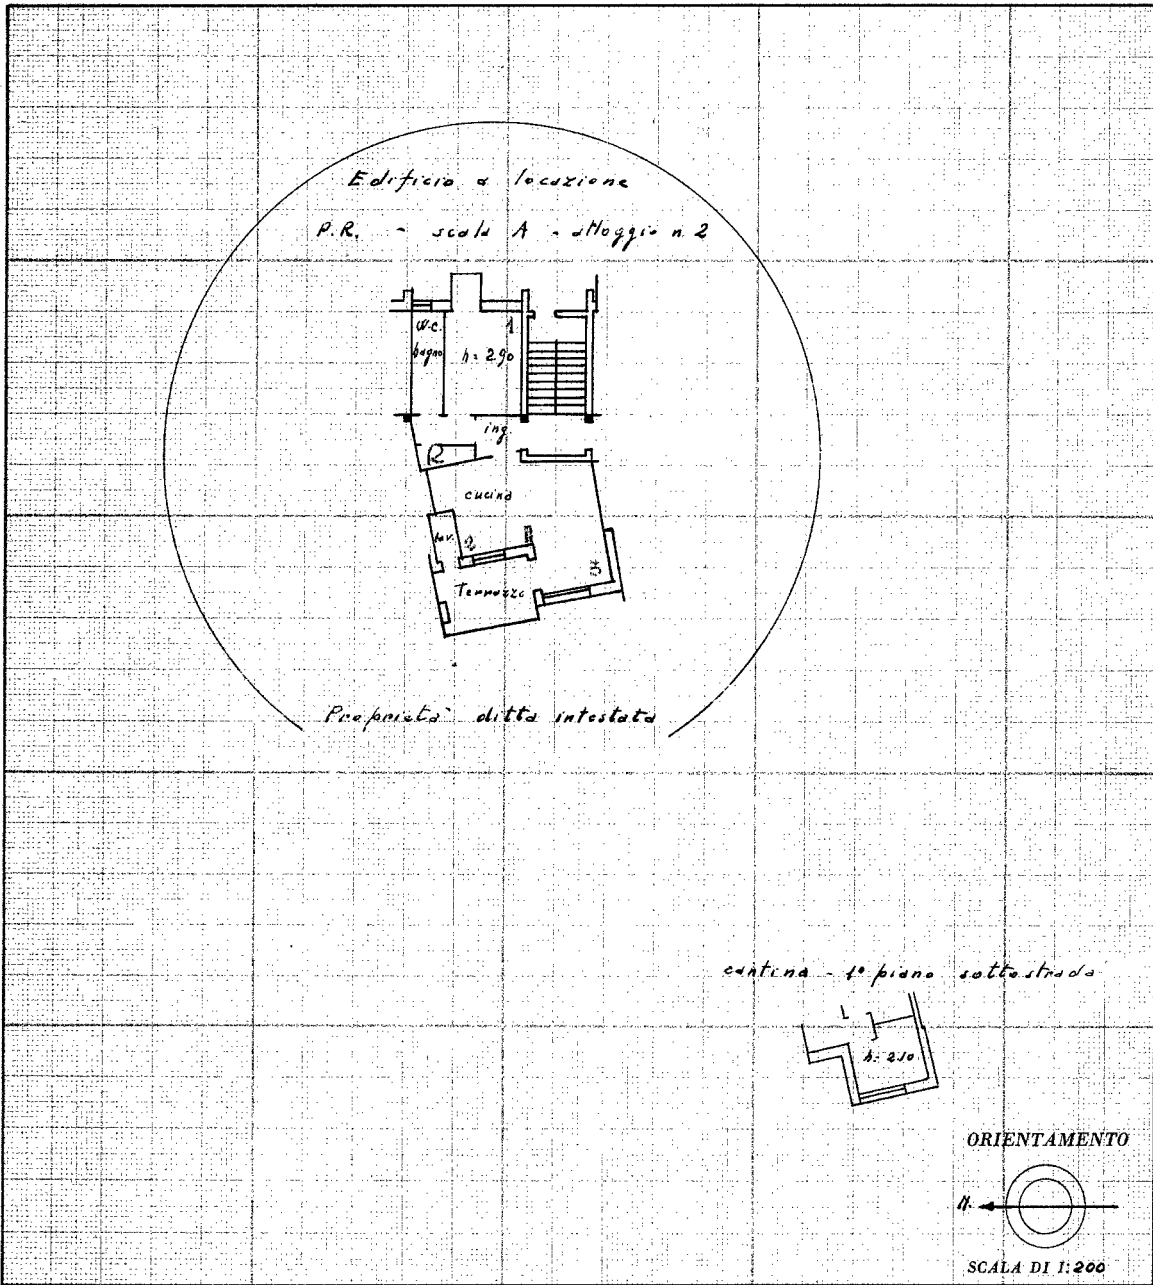 Edificio a locazione
P.R. - scala A - alloggio n. 2
W.C.
bagno
1
h= 2.90
ing.
R
cucina
lav.
2
3
Terrazzo
Proprietà ditta intestata
cantina - 1° piano sottostrada
h= 2.10
ORIENTAMENTO
N.
SCALA DI 1:200